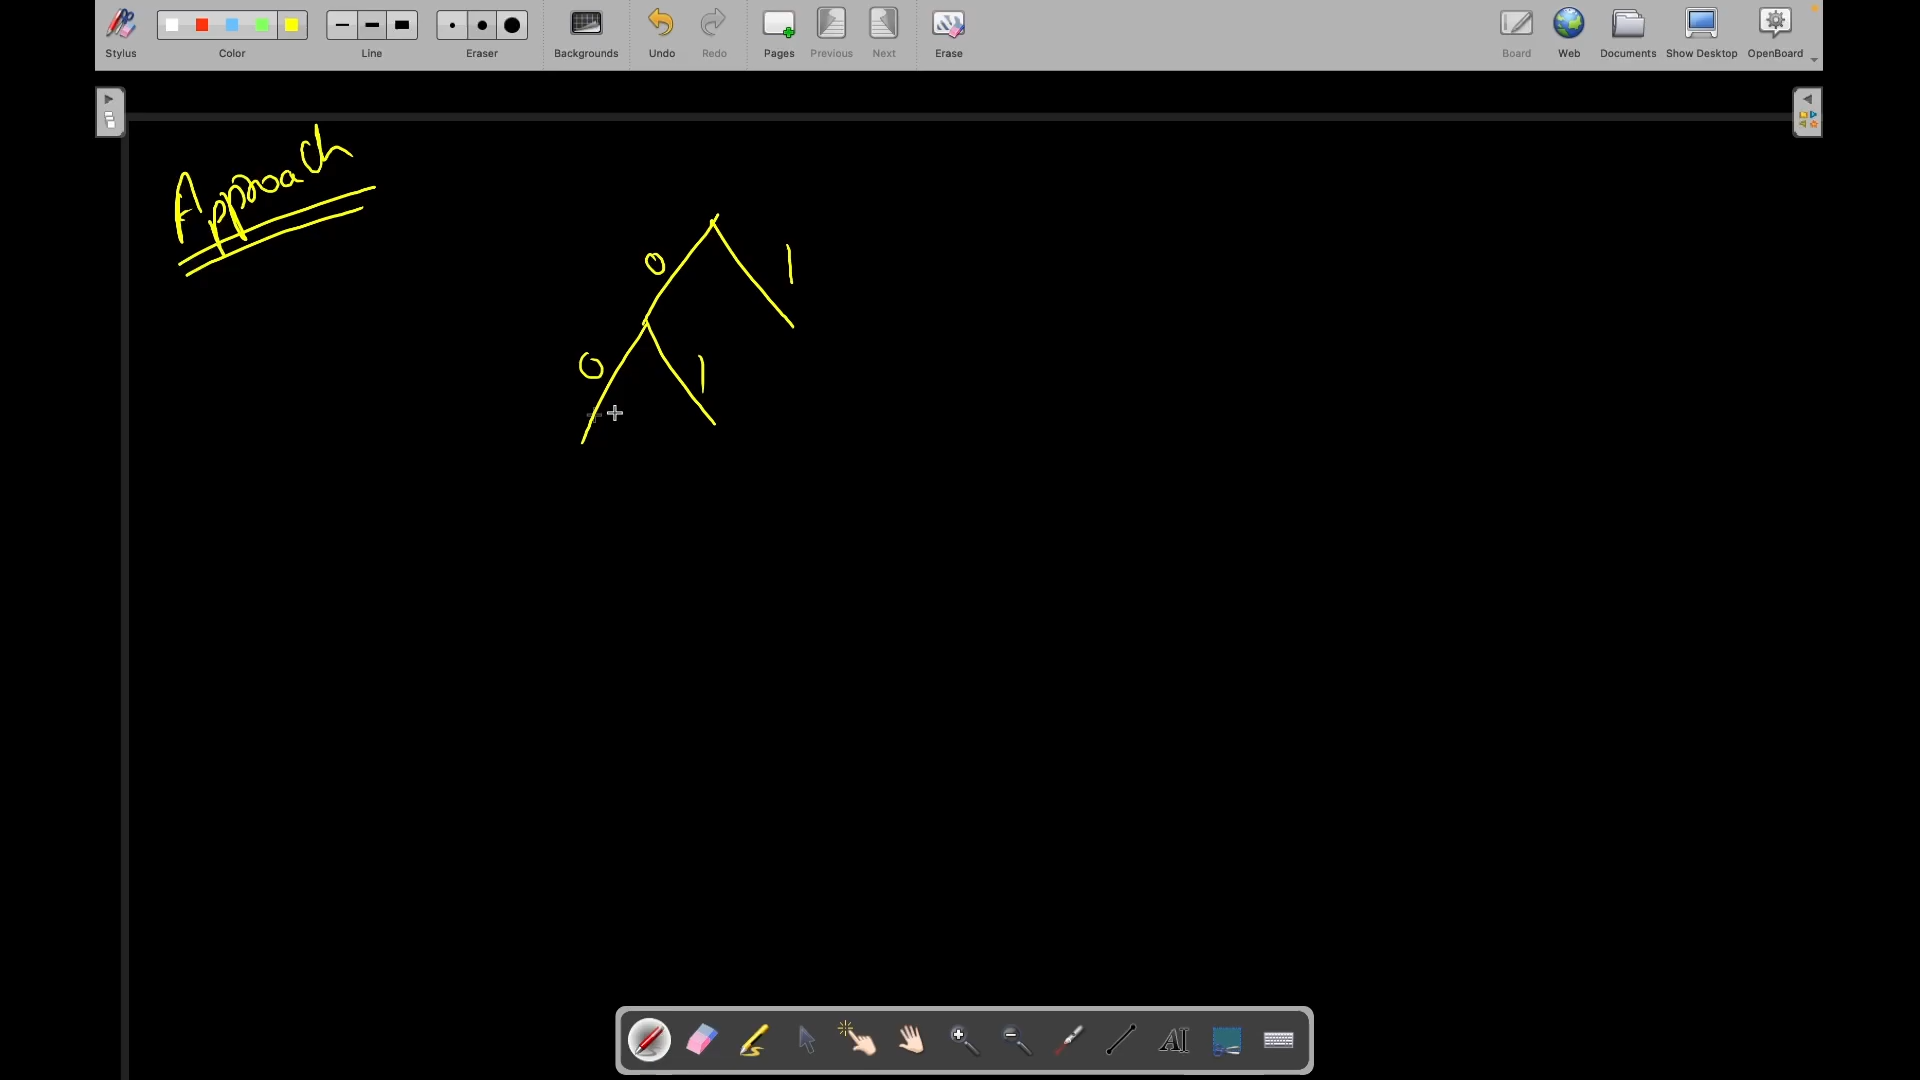 Stylus Color Line Eraser Backgrounds Undo Redo Pages Previous Next Erase Board Web Documents Show Desktop OpenBoard
Approach
0 1
0 1
AI